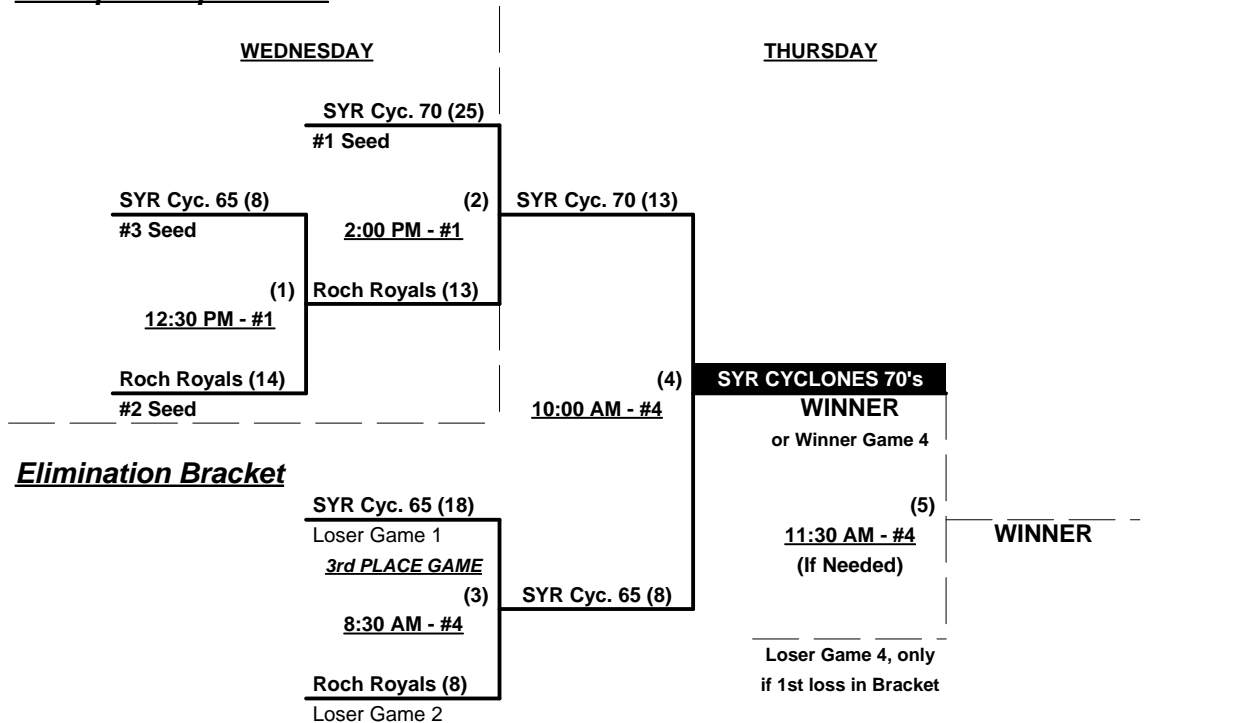 WEDNESDAY
THURSDAY
SYR Cyc. 70 (25)
#1 Seed
SYR Cyc. 65 (8)
(2)
SYR Cyc. 70 (13)
#3 Seed
2:00 PM - #1
(1)
Roch Royals (13)
12:30 PM - #1
Roch Royals (14)
(4)
SYR CYCLONES 70's
#2 Seed
10:00 AM - #4
WINNER
or Winner Game 4
Elimination Bracket
SYR Cyc. 65 (18)
(5)
Loser Game 1
11:30 AM - #4
WINNER
3rd PLACE GAME
(If Needed)
(3)
SYR Cyc. 65 (8)
8:30 AM - #4
Loser Game 4, only
Roch Royals (8)
if 1st loss in Bracket
Loser Game 2